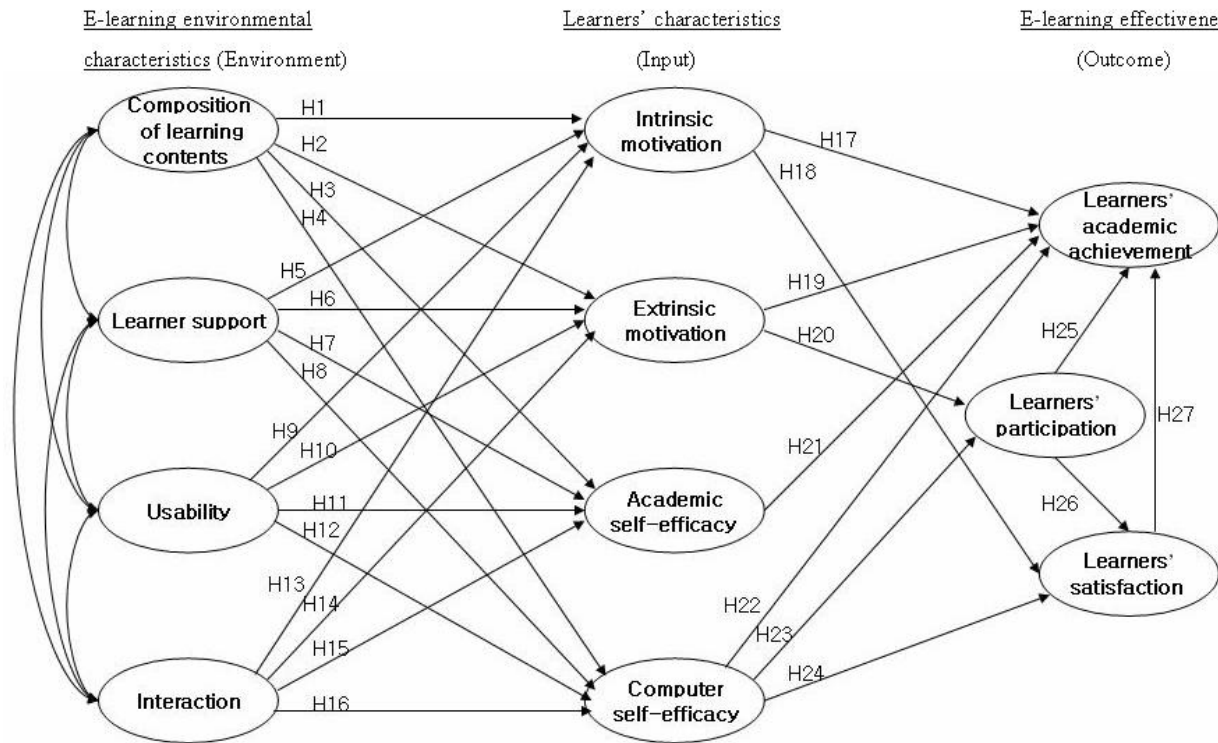 E-learning environmental
characteristics (Environment)
Learners' characteristics
(Input)
E-learning effectivene
(Outcome)
Composition
of learning
contents
H1
H2
H3
H4
Intrinsic
motivation
H17
H18
Learners'
academic
achievement
Learner support
H5
H6
H7
H8
Extrinsic
motivation
H19
H20
H25
Learners'
participation
H27
H26
Usability
H9
H10
H11
H12
Academic
self-efficacy
H21
Learners'
satisfaction
Interaction
H13
H14
H15
H16
Computer
self-efficacy
H22
H23
H24